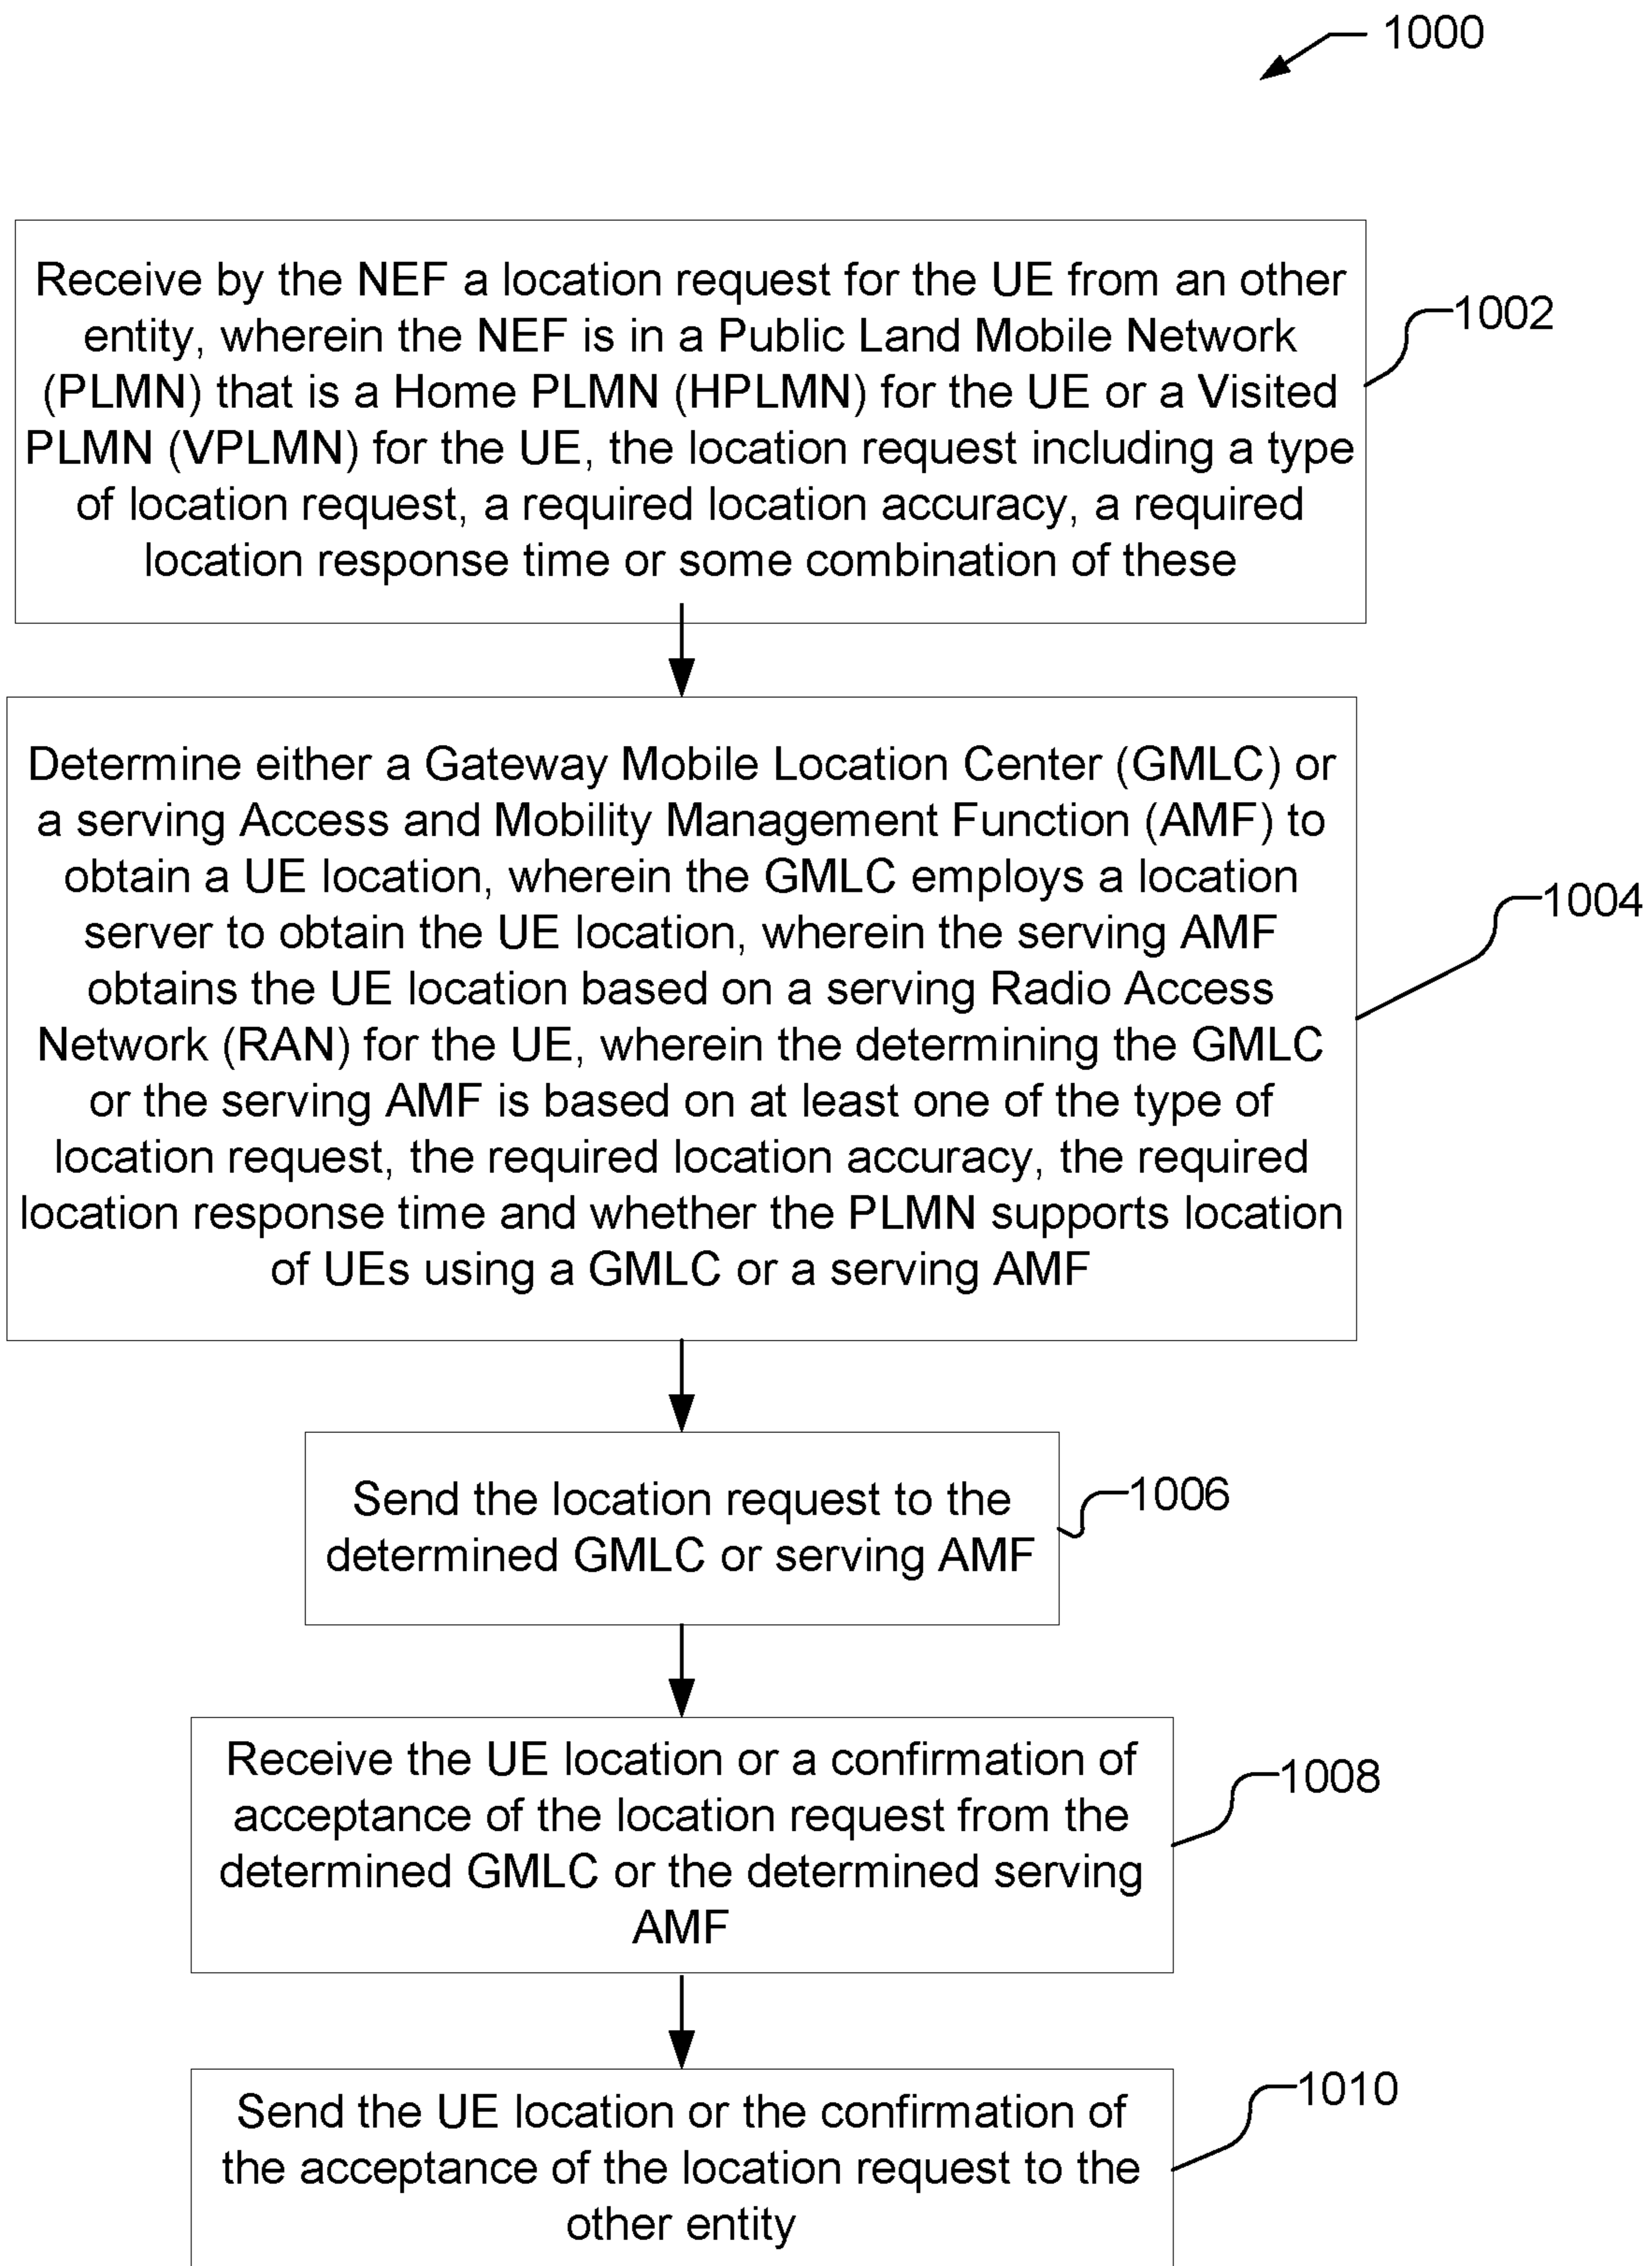 1000
Receive by the NEF a location request for the UE from an other
entity, wherein the NEF is in a Public Land Mobile Network
(PLMN) that is a Home PLMN (HPLMN) for the UE or a Visited
PLMN (VPLMN) for the UE, the location request including a type
of location request, a required location accuracy, a required
location response time or some combination of these
1002
Determine either a Gateway Mobile Location Center (GMLC) or
a serving Access and Mobility Management Function (AMF) to
obtain a UE location, wherein the GMLC employs a location
server to obtain the UE location, wherein the serving AMF
obtains the UE location based on a serving Radio Access
Network (RAN) for the UE, wherein the determining the GMLC
or the serving AMF is based on at least one of the type of
location request, the required location accuracy, the required
location response time and whether the PLMN supports location
of UEs using a GMLC or a serving AMF
1004
Send the location request to the
determined GMLC or serving AMF
1006
Receive the UE location or a confirmation of
acceptance of the location request from the
determined GMLC or the determined serving
AMF
1008
Send the UE location or the confirmation of
the acceptance of the location request to the
other entity
1010